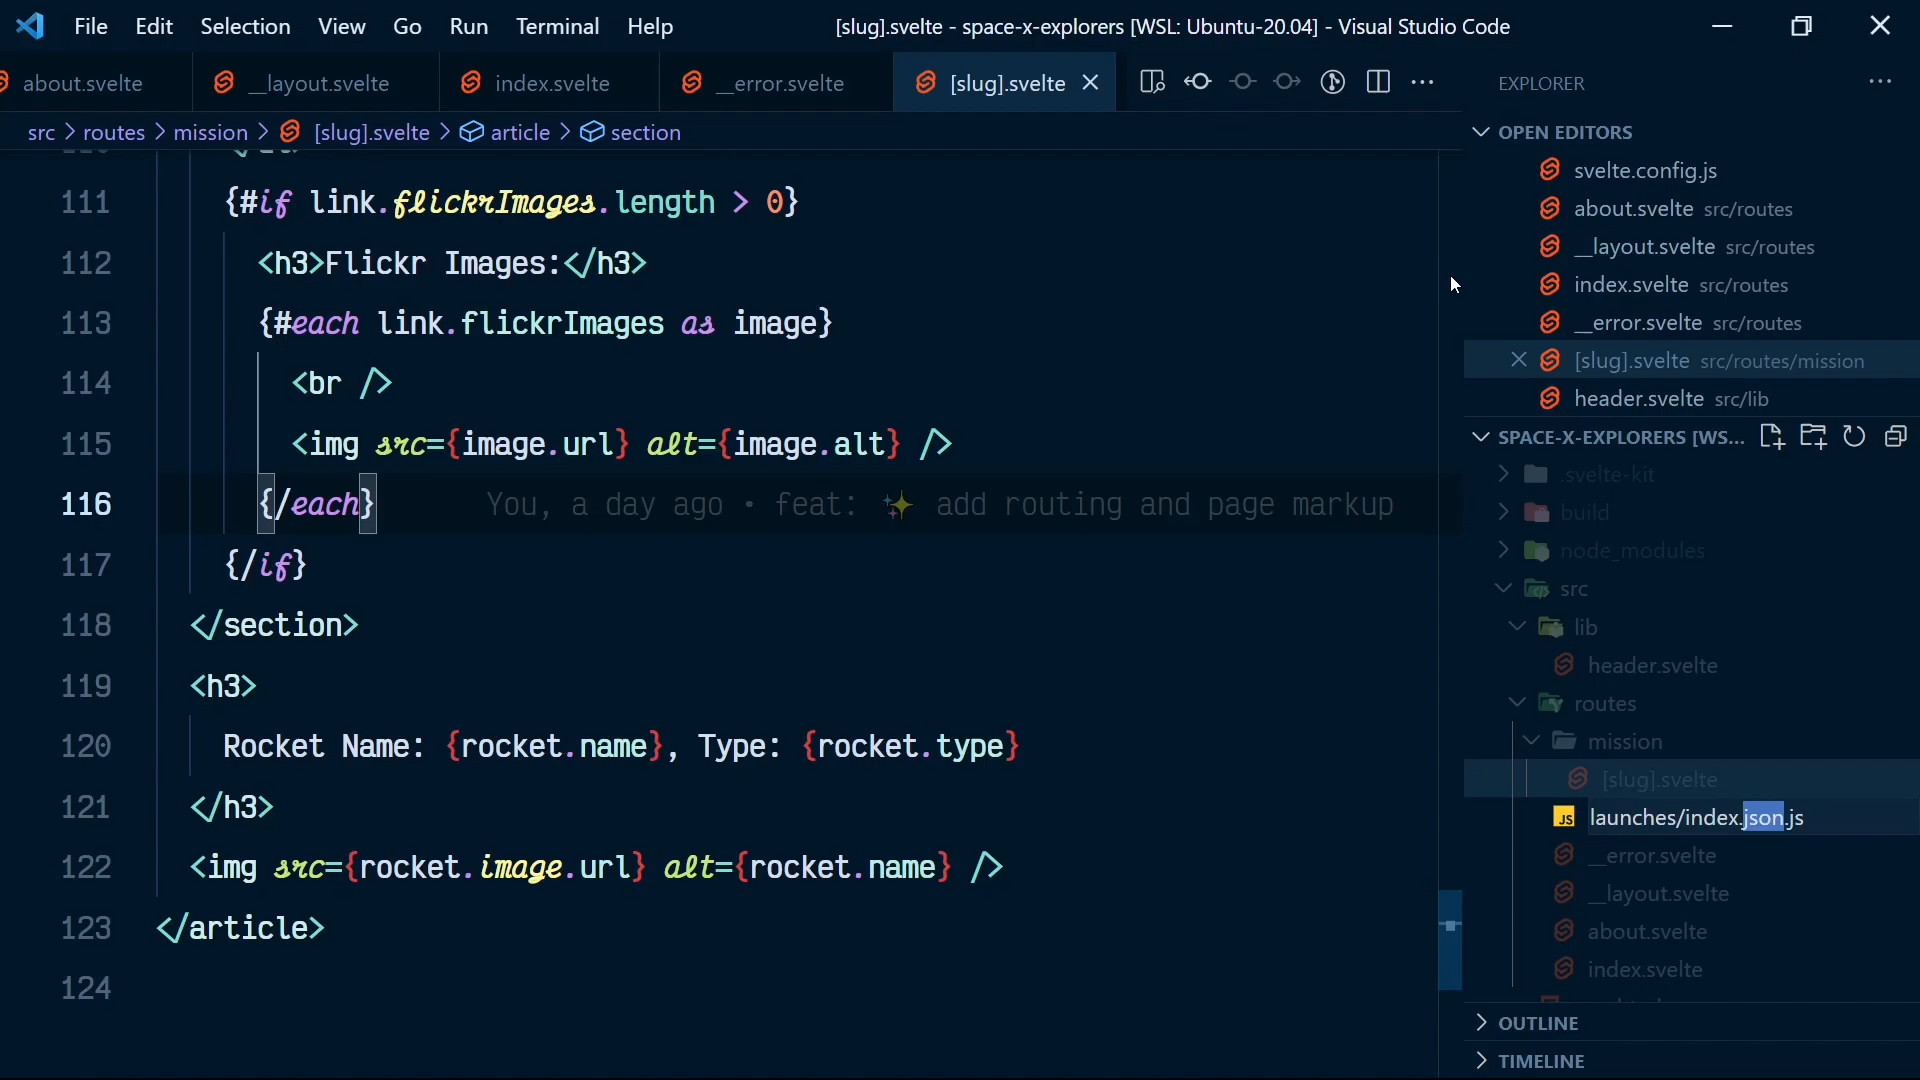 File Edit Selection View Go Run Terminal Help [slug].svelte - space-x-explorers [WSL: Ubuntu-20.04] - Visual Studio Code
about.svelte __layout.svelte index.svelte __error.svelte [slug].svelte
src > routes > mission > [slug].svelte > article > section
111 {#if link.flickrImages.length > 0}
112 <h3>Flickr Images:</h3>
113 {#each link.flickrImages as image}
114 <br />
115 <img src={image.url} alt={image.alt} />
116 {/each} You, a day ago • feat: ✨ add routing and page markup
117 {/if}
118 </section>
119 <h3>
120 Rocket Name: {rocket.name}, Type: {rocket.type}
121 </h3>
122 <img src={rocket.image.url} alt={rocket.name} />
123 </article>
124
EXPLORER
OPEN EDITORS
svelte.config.js
about.svelte src/routes
__layout.svelte src/routes
index.svelte src/routes
__error.svelte src/routes
[slug].svelte src/routes/mission
header.svelte src/lib
SPACE-X-EXPLORERS [WS...
.svelte-kit
build
node_modules
src
lib
header.svelte
routes
mission
[slug].svelte
JS launches/index.json.js
__error.svelte
__layout.svelte
about.svelte
index.svelte
OUTLINE
TIMELINE